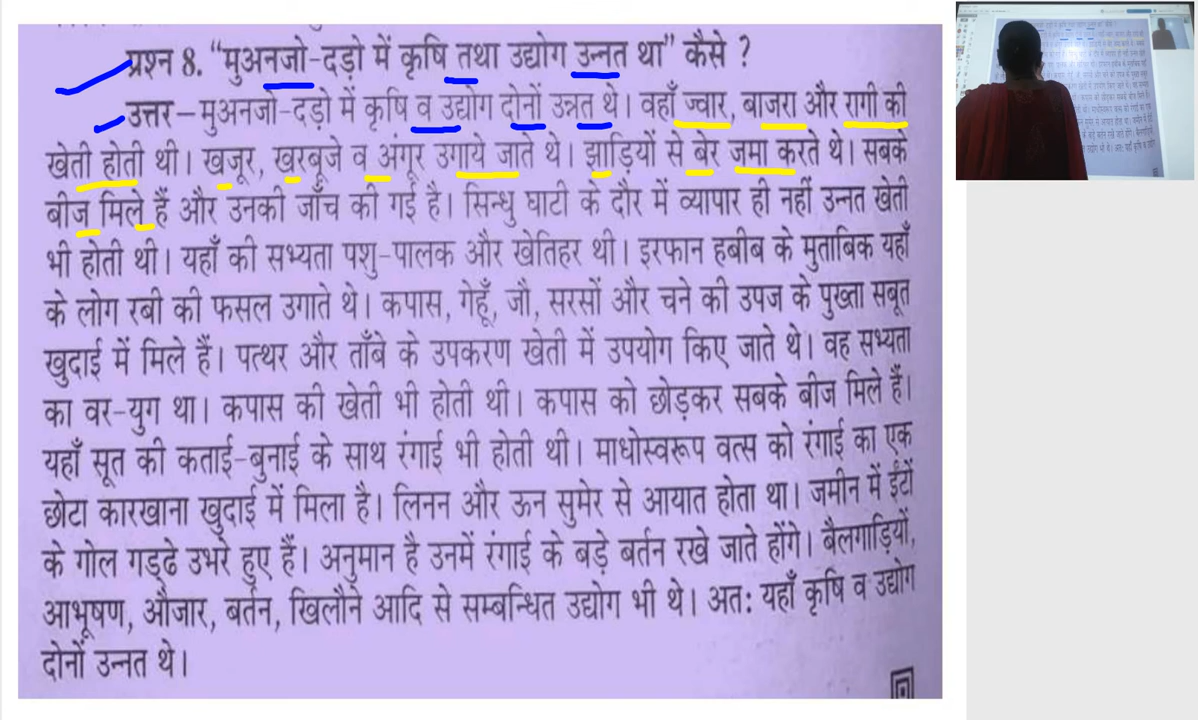 प्रश्न 8. "मुअनजो-दड़ो में कृषि तथा उद्योग उन्नत था" कैसे ?
उत्तर–मुअनजो-दड़ो में कृषि व उद्योग दोनों उन्नत थे। वहाँ ज्वार, बाजरा और रागी की
खेती होती थी। खजूर, खरबूजे व अंगूर उगाये जाते थे। झाड़ियों से बेर जमा करते थे। सबके
बीज मिले हैं और उनकी जाँच की गई है। सिन्धु घाटी के दौर में व्यापार ही नहीं उन्नत खेती
भी होती थी। यहाँ की सभ्यता पशु-पालक और खेतिहर थी। इरफान हबीब के मुताबिक यहाँ
के लोग रबी की फसल उगाते थे। कपास, गेहूँ, जौ, सरसों और चने की उपज के पुख्ता सबूत
खुदाई में मिले हैं। पत्थर और ताँबे के उपकरण खेती में उपयोग किए जाते थे। वह सभ्यता
का वर-युग था। कपास की खेती भी होती थी। कपास को छोड़कर सबके बीज मिले हैं।
यहाँ सूत की कताई-बुनाई के साथ रंगाई भी होती थी। माधोस्वरूप वत्स को रंगाई का एक
छोटा कारखाना खुदाई में मिला है। लिनन और ऊन सुमेर से आयात होता था। जमीन में ईंटों
के गोल गड्ढे उभरे हुए हैं। अनुमान है उनमें रंगाई के बड़े बर्तन रखे जाते होंगे। बैलगाड़ियों,
आभूषण, औजार, बर्तन, खिलौने आदि से सम्बन्धित उद्योग भी थे। अत: यहाँ कृषि व उद्योग
दोनों उन्नत थे।